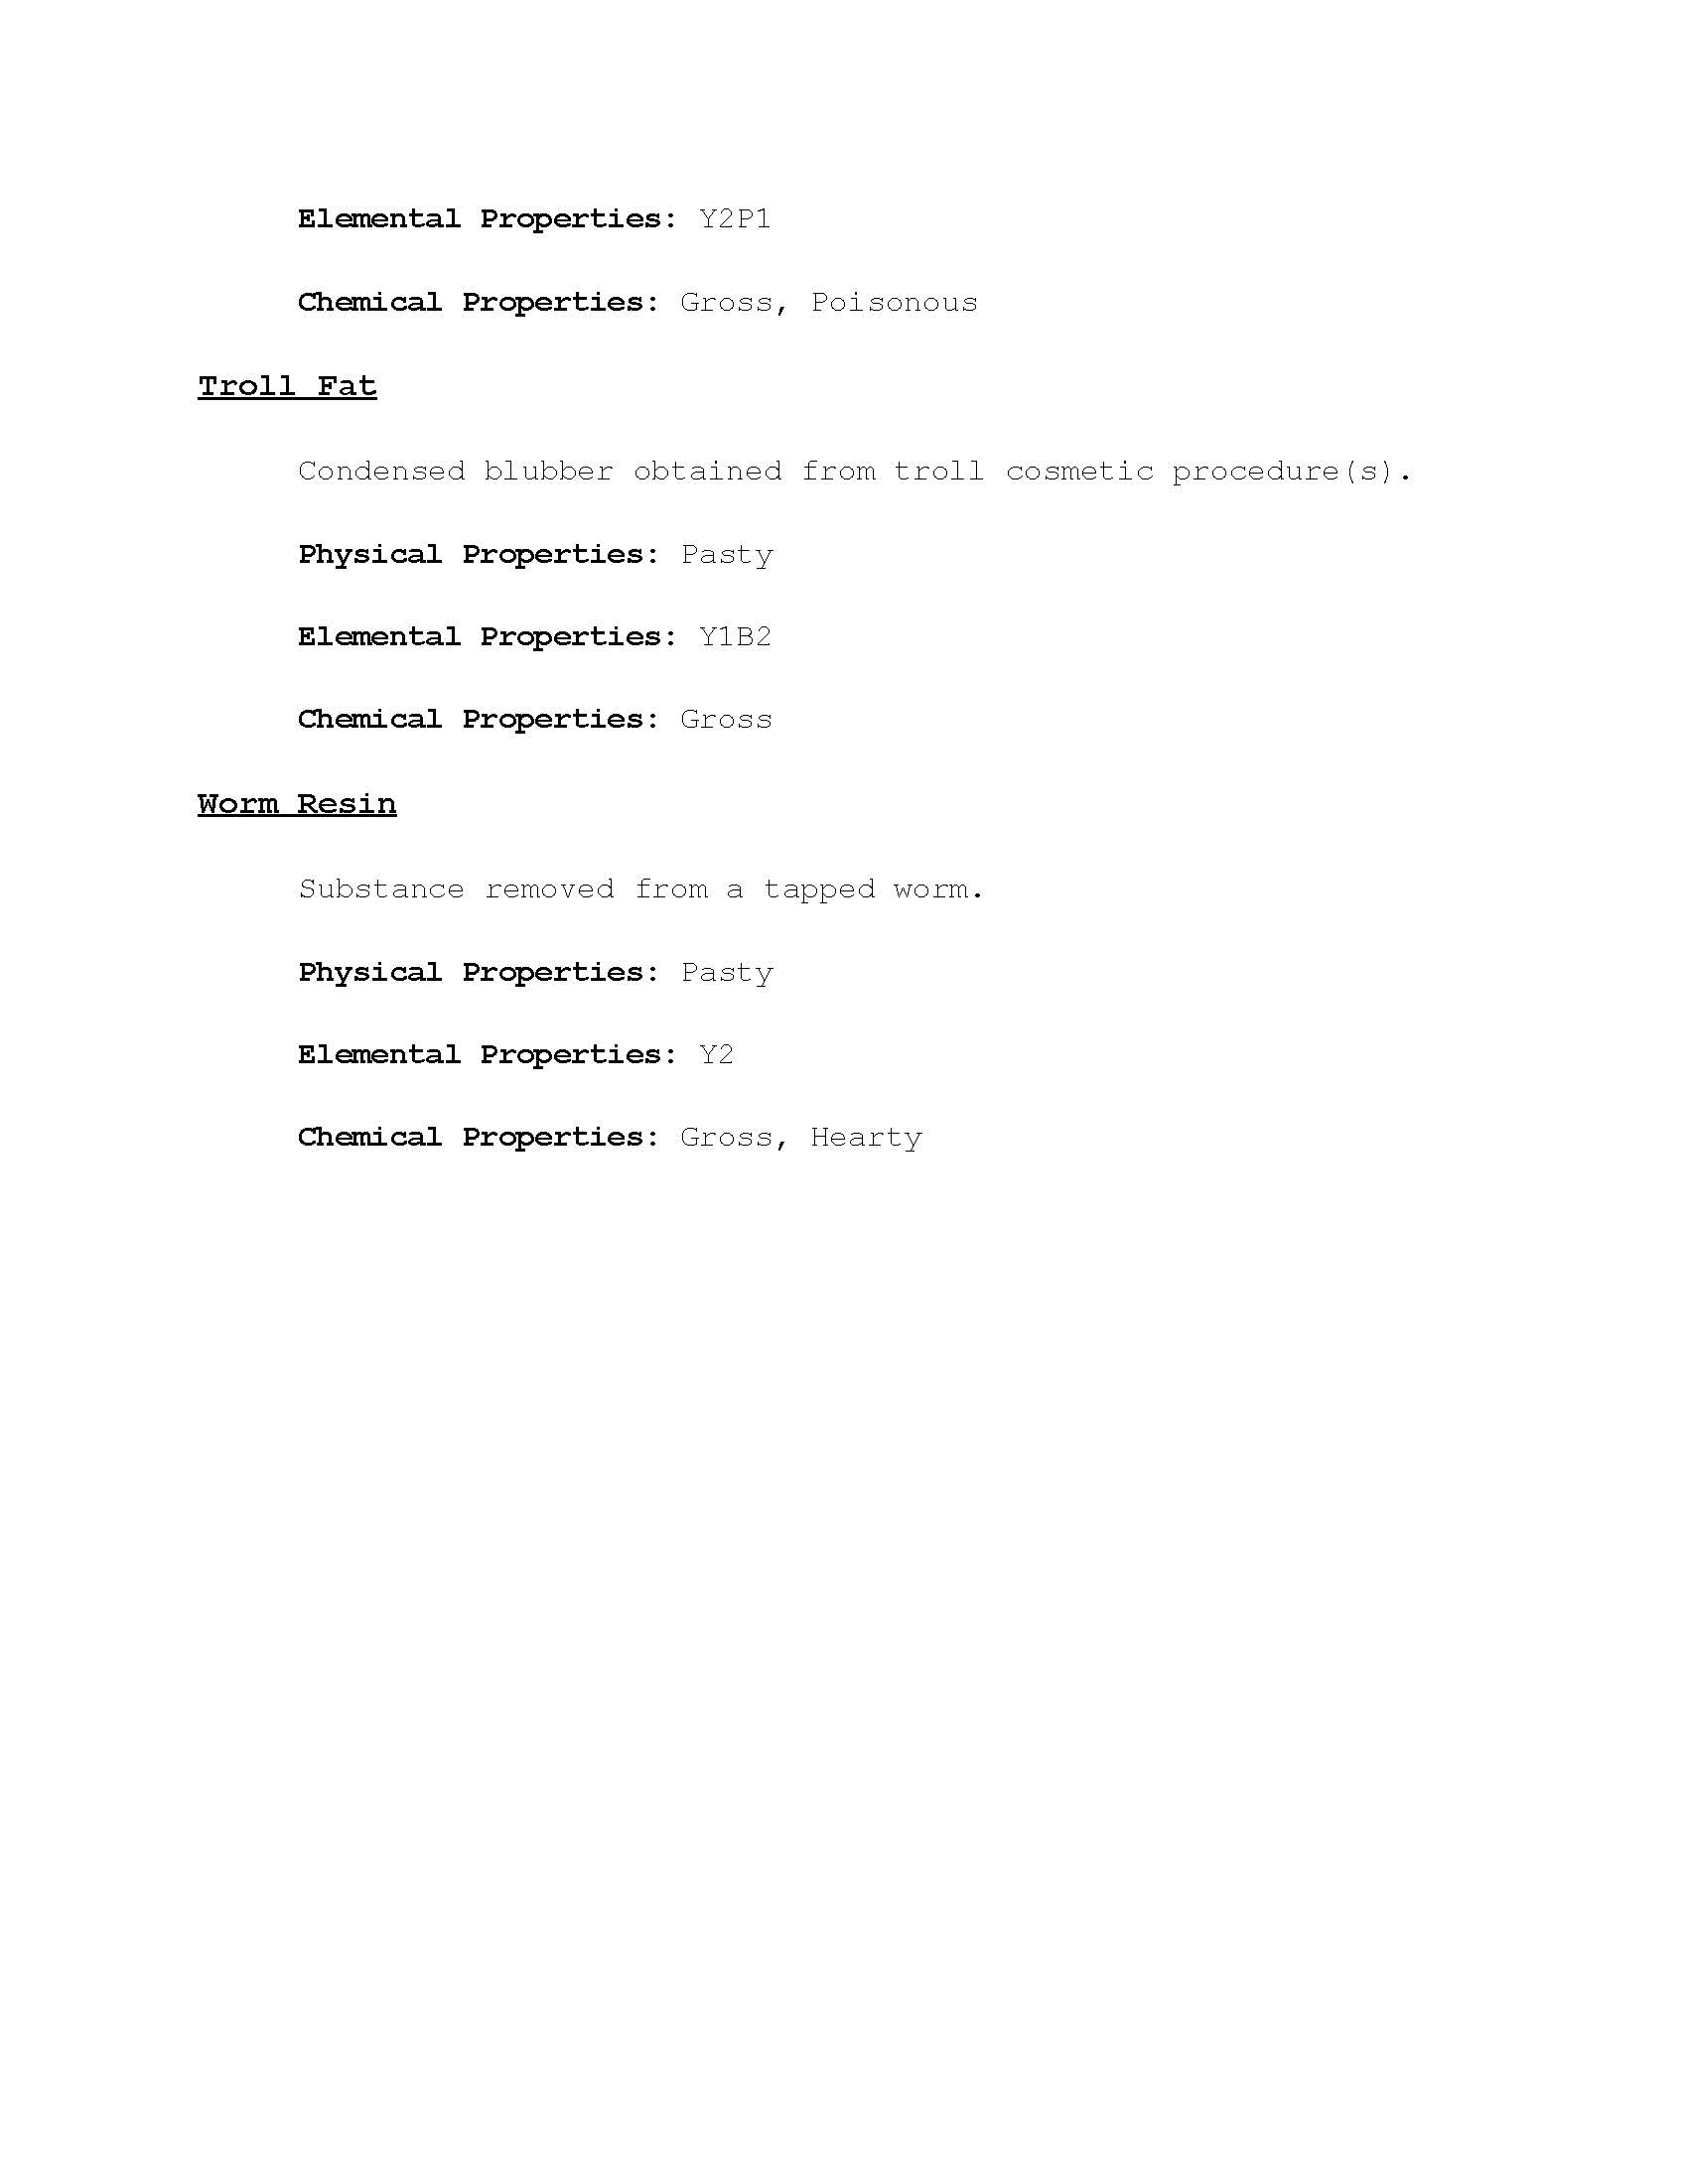 Elemental Properties: Y2P1
Chemical Properties: Gross, Poisonous
Troll Fat
Condensed blubber obtained from troll cosmetic procedure(s).
Physical Properties: Pasty
Elemental Properties: Y1B2
Chemical Properties: Gross
Worm Resin
Substance removed from a tapped worm.
Physical Properties: Pasty
Elemental Properties: Y2
Chemical Properties: Gross, Hearty